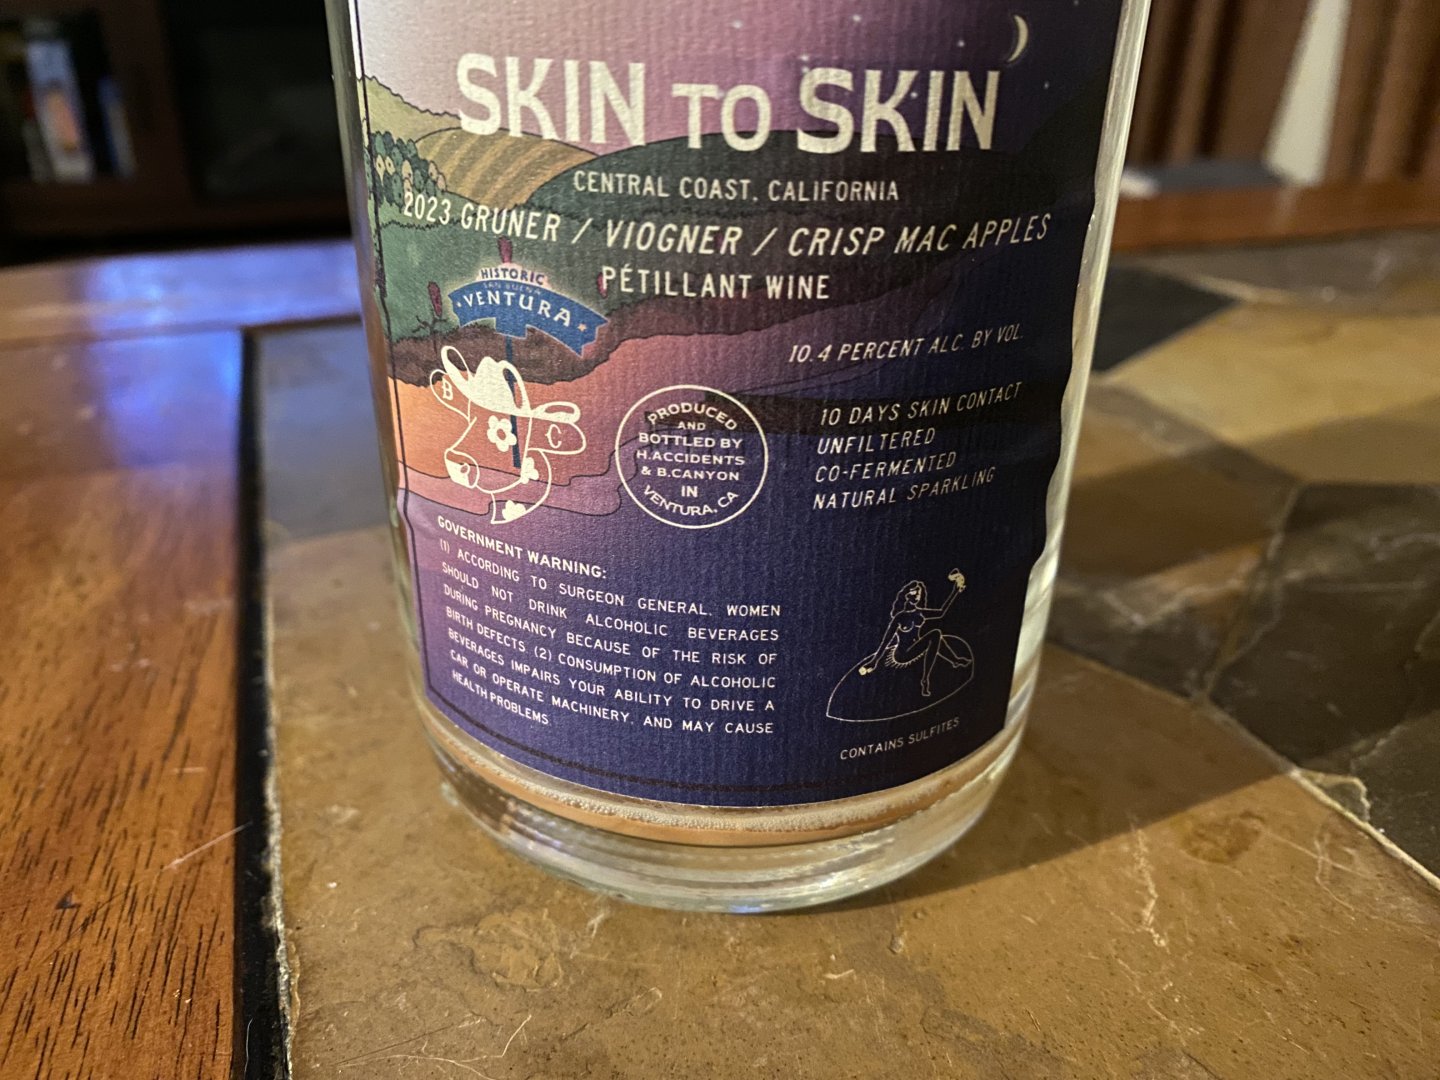 SKIN TO SKIN
CENTRAL COAST, CALIFORNIA
2023 GRUNER / VIOGNER / CRISP MAC APPLES
PÉTILLANT WINE
HISTORIC
SAN BUENA
VENTURA
10.4 PERCENT ALC. BY VOL.
B
C
PRODUCED
AND
BOTTLED BY
H.ACCIDENTS
& B.CANYON
IN
VENTURA, CA
10 DAYS SKIN CONTACT
UNFILTERED
CO-FERMENTED
NATURAL SPARKLING
GOVERNMENT WARNING:
(1) ACCORDING TO SURGEON GENERAL, WOMEN
SHOULD NOT DRINK ALCOHOLIC BEVERAGES
DURING PREGNANCY BECAUSE OF THE RISK OF
BIRTH DEFECTS (2) CONSUMPTION OF ALCOHOLIC
BEVERAGES IMPAIRS YOUR ABILITY TO DRIVE A
CAR OR OPERATE MACHINERY, AND MAY CAUSE
HEALTH PROBLEMS
CONTAINS SULFITES